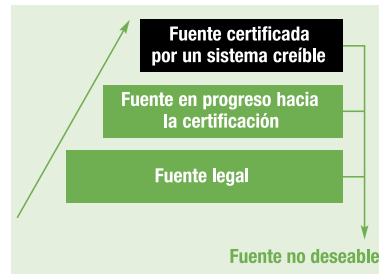 Fuente certificada
por un sistema creíble
Fuente en progreso hacia
la certificación
Fuente legal
Fuente no deseable